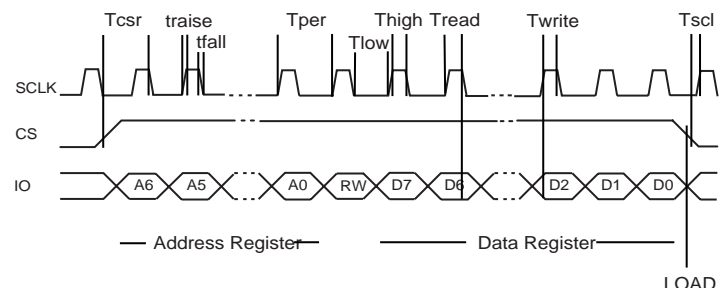 Tcsr traise Tper Thigh Tread Twrite Tscl
tfall Tlow
SCLK
CS
IO A6 A5 A0 RW D7 D6 D2 D1 D0
Address Register Data Register
LOAD